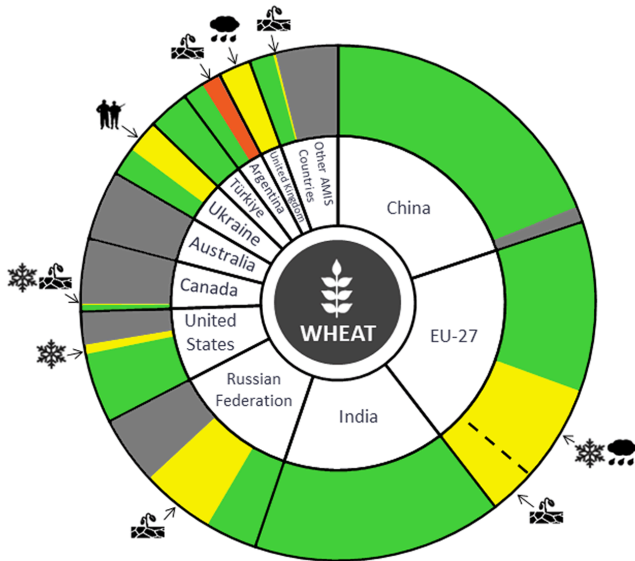 China
EU-27
India
Russian
Federation
United
States
Canada
Australia
Ukraine
Türkiye
Argentina
United Kingdom
Other AMIS
Countries
WHEAT